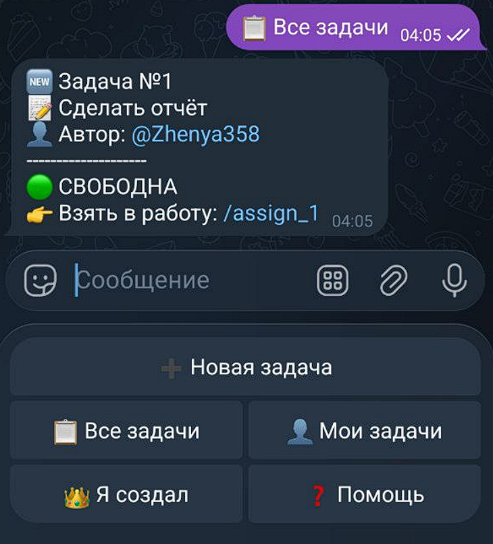 📋 Все задачи 04:05
🆕 Задача №1
📝 Сделать отчёт
👤 Автор: @Zhenya358
--------------------
🟢 СВОБОДНА
👉 Взять в работу: /assign_1 04:05
Сообщение
➕ Новая задача
📋 Все задачи
👤 Мои задачи
👑 Я создал
❓ Помощь